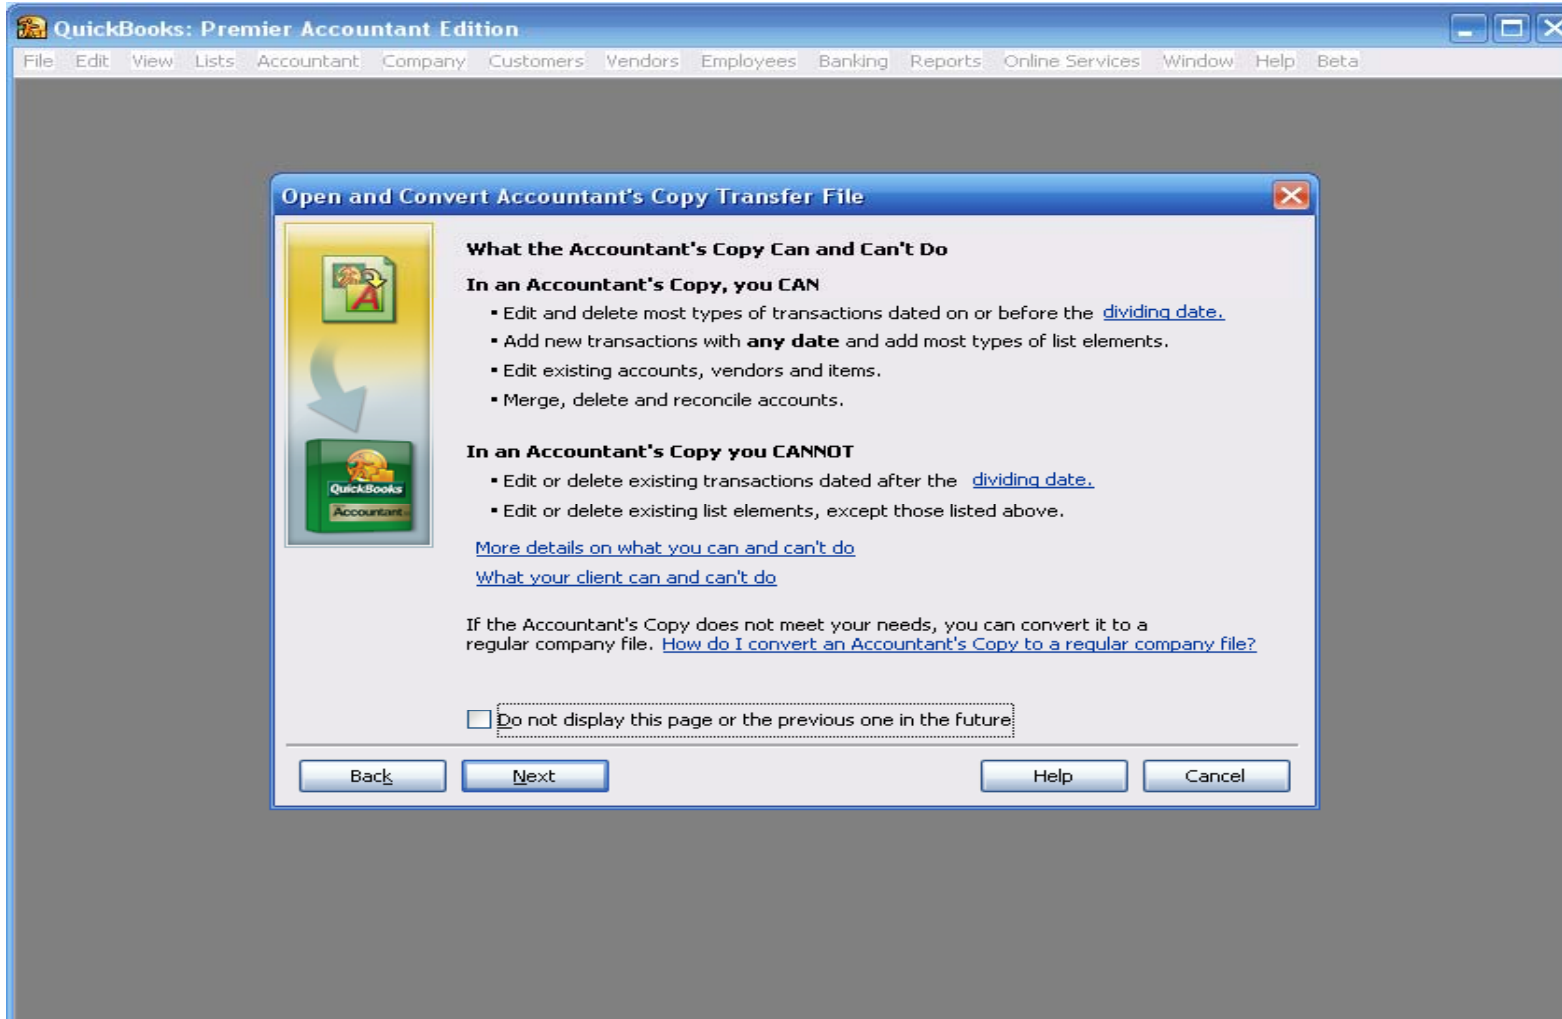 QuickBooks: Premier Accountant Edition
File Edit View Lists Accountant Company Customers Vendors Employees Banking Reports Online Services Window Help Beta
Open and Convert Accountant's Copy Transfer File
What the Accountant's Copy Can and Can't Do
In an Accountant's Copy, you CAN
▪ Edit and delete most types of transactions dated on or before the dividing date.
▪ Add new transactions with any date and add most types of list elements.
▪ Edit existing accounts, vendors and items.
▪ Merge, delete and reconcile accounts.
In an Accountant's Copy you CANNOT
▪ Edit or delete existing transactions dated after the dividing date.
▪ Edit or delete existing list elements, except those listed above.
More details on what you can and can't do
What your client can and can't do
If the Accountant's Copy does not meet your needs, you can convert it to a
regular company file. How do I convert an Accountant's Copy to a regular company file?
Do not display this page or the previous one in the future
Back Next Help Cancel
A
QuickBooks
Accountant